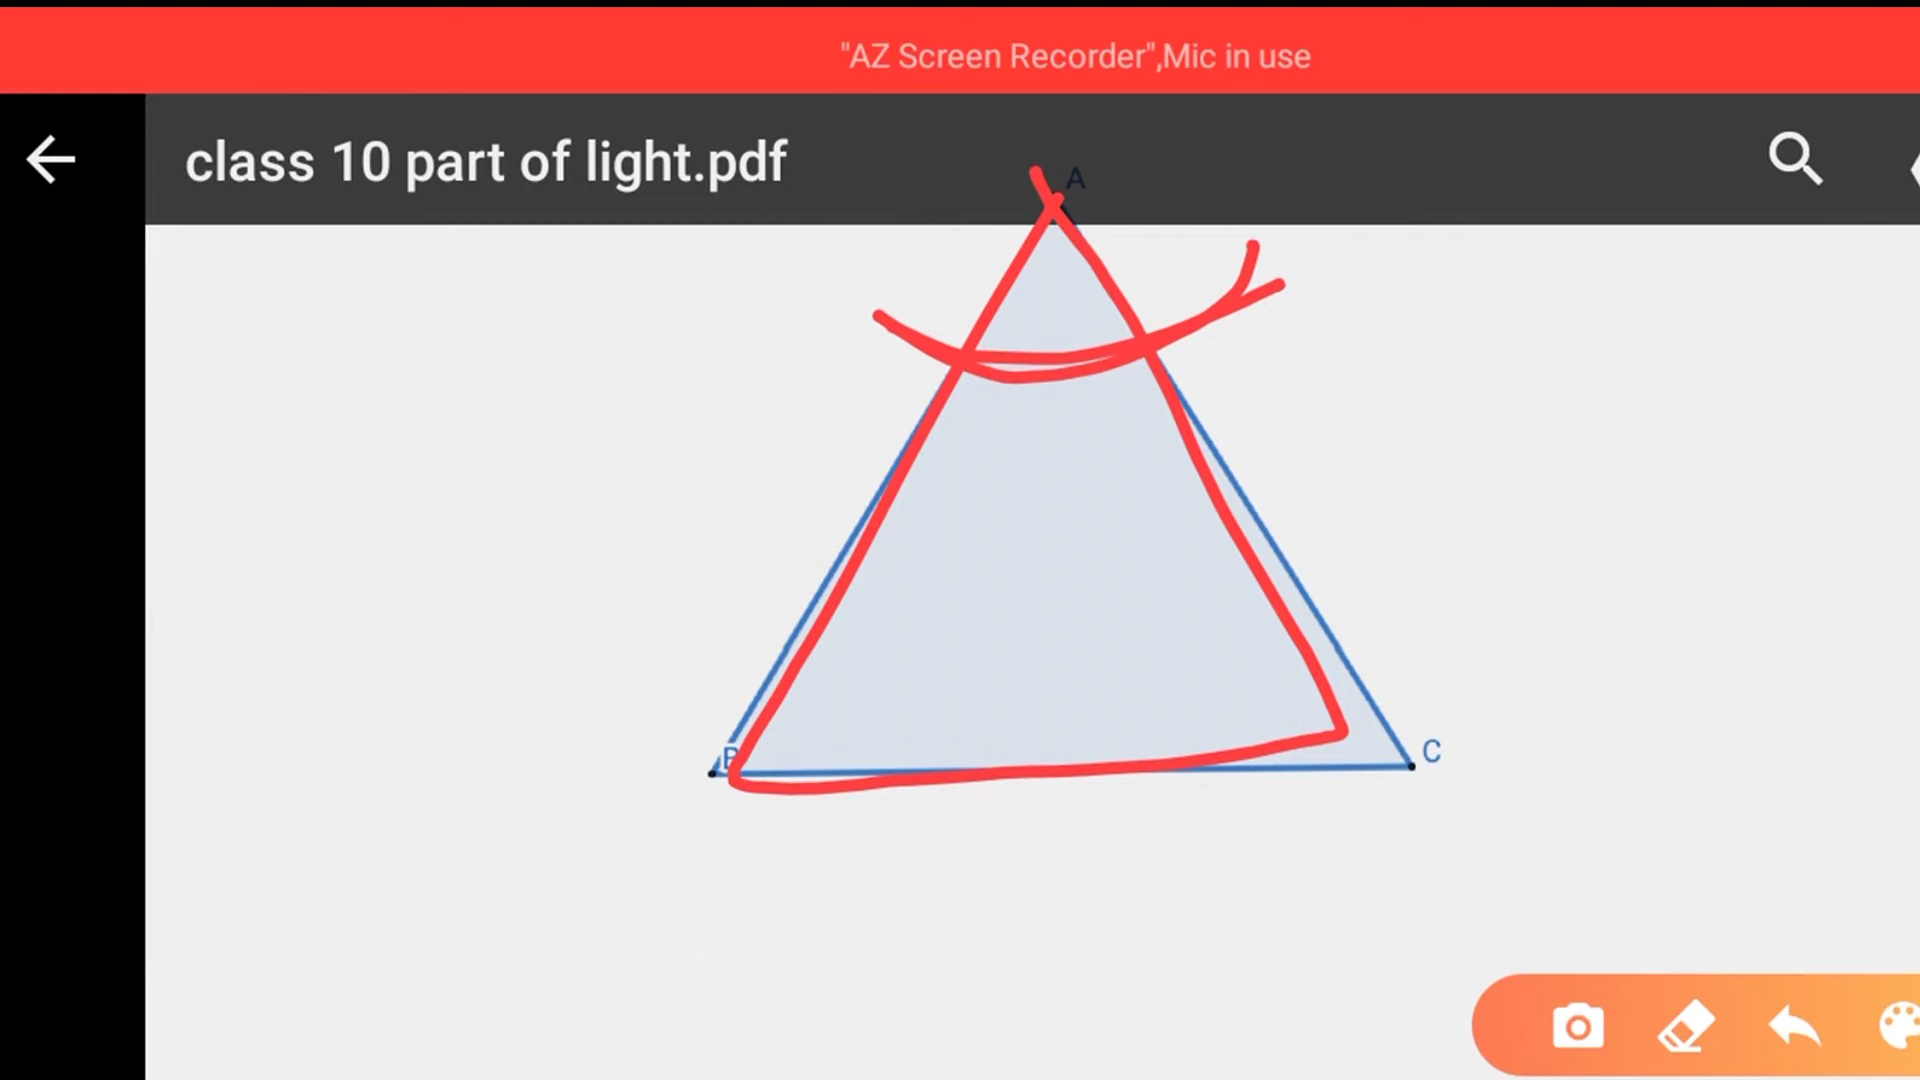 "AZ Screen Recorder",Mic in use
class 10 part of light.pdf
A
B
C